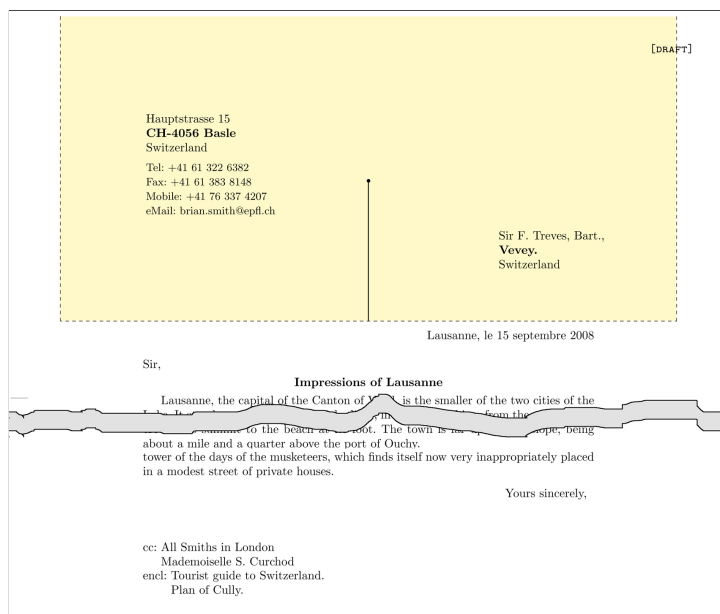 [DRAFT]
Hauptstrasse 15
CH-4056 Basle
Switzerland
Tel: +41 61 322 6382
Fax: +41 61 383 8148
Mobile: +41 76 337 4207
eMail: brian.smith@epfl.ch
Sir F. Treves, Bart.,
Vevey.
Switzerland
Lausanne, le 15 septembre 2008
Sir,
Impressions of Lausanne
Lausanne, the capital of the Canton of is the smaller of the two cities of the
from the
to the beach at foot. The town is being
about a mile and a quarter above the port of Ouchy.
tower of the days of the musketeers, which finds itself now very inappropriately placed
in a modest street of private houses.
Yours sincerely,
cc: All Smiths in London
Mademoiselle S. Curchod
encl: Tourist guide to Switzerland.
Plan of Cully.